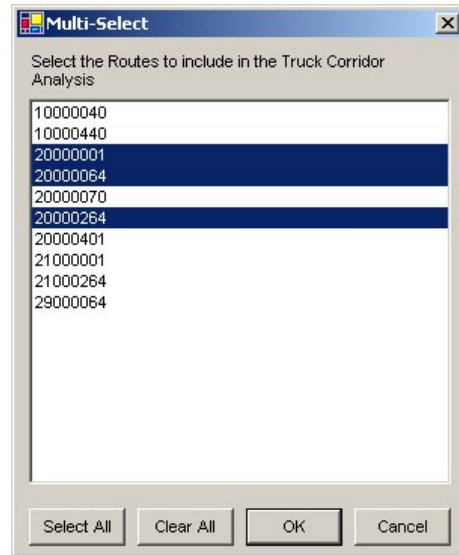 Multi-Select
Select the Routes to include in the Truck Corridor
Analysis
10000040
10000440
20000001
20000064
20000070
20000264
20000401
21000001
21000264
29000064
Select All
Clear All
OK
Cancel